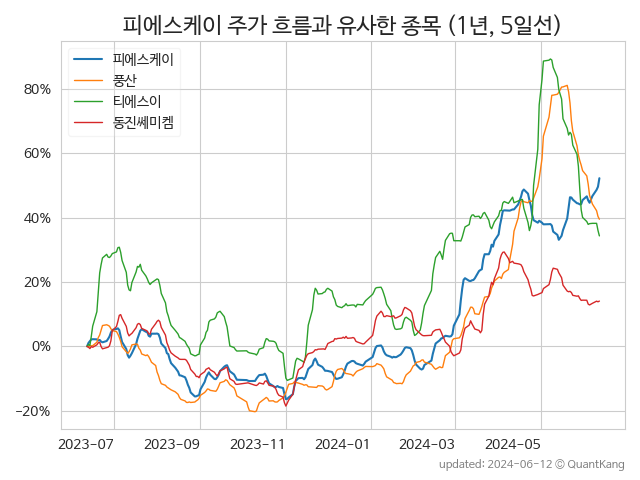 피에스케이 주가 흐름과 유사한 종목 (1년, 5일선)
피에스케이
풍산
티에스이
동진쎄미켐
80%
60%
40%
20%
0%
−20%
2023-07 2023-09 2023-11 2024-01 2024-03 2024-05
updated: 2024-06-12 © QuantKang